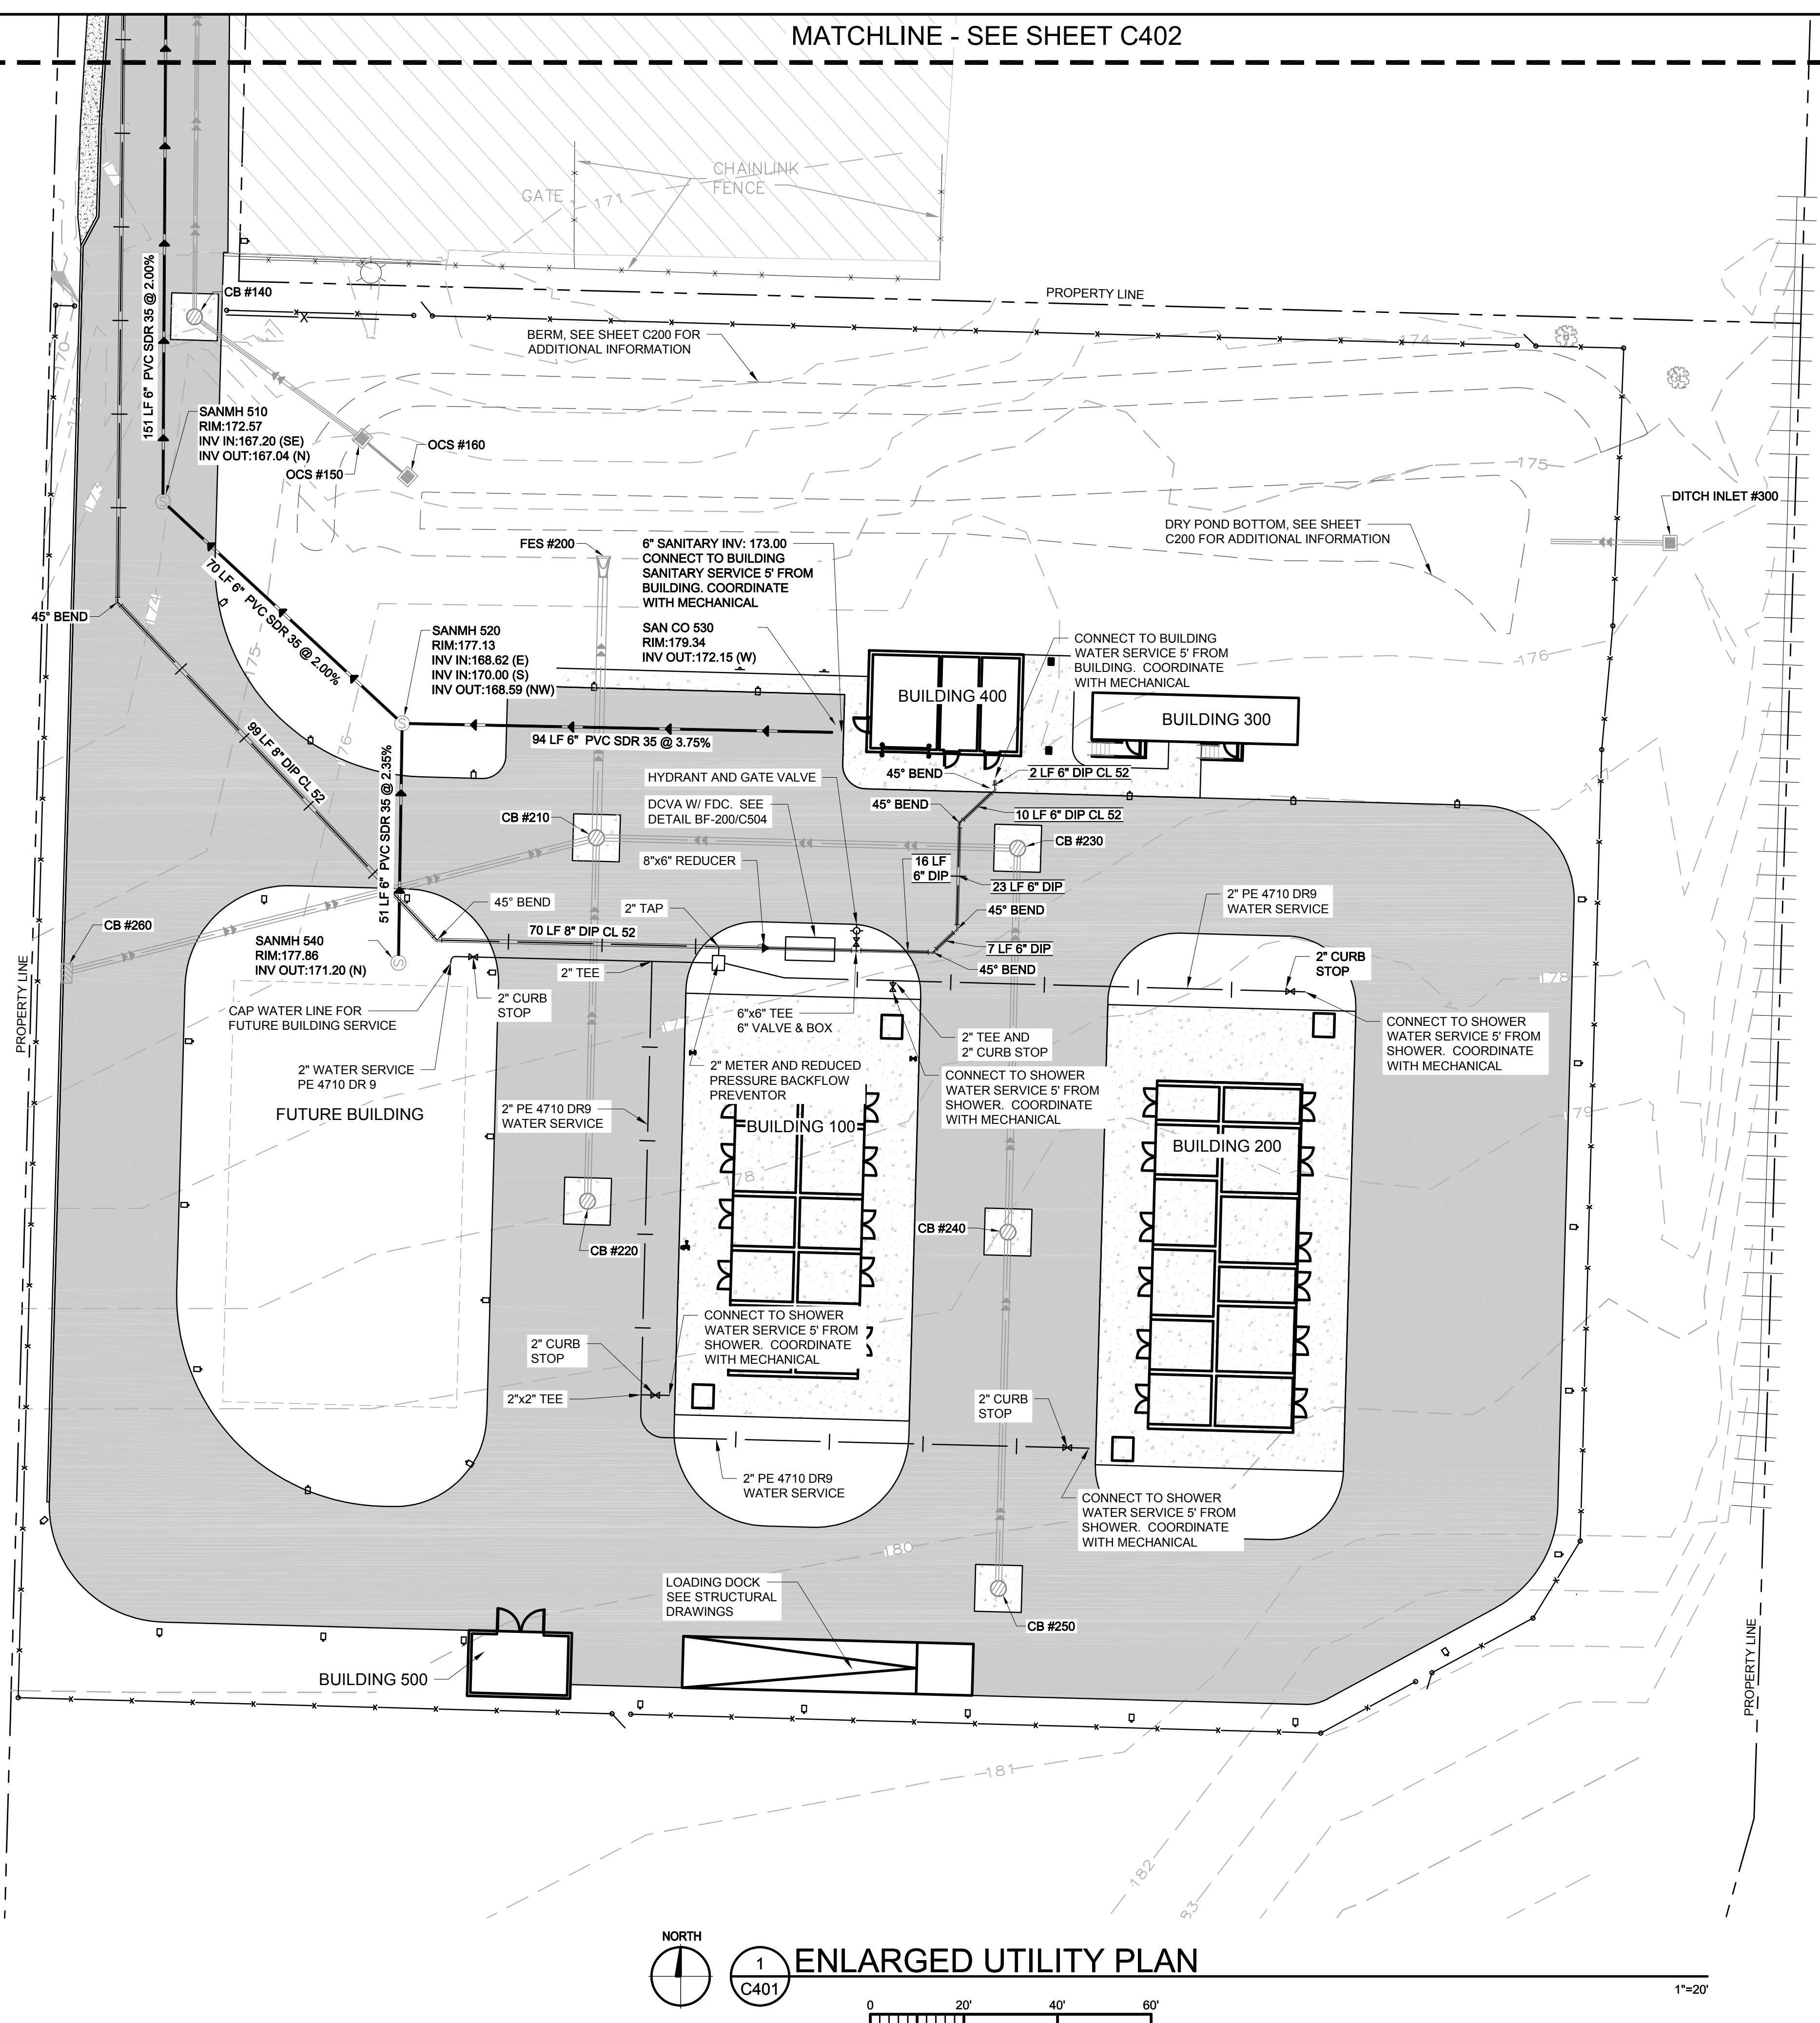 MATCHLINE - SEE SHEET C402
CHAINLINK
FENCE
GATE
171
151 LF 6" PVC SDR 35 @ 2.00%
CB #140
PROPERTY LINE
170
171
174
BERM, SEE SHEET C200 FOR
ADDITIONAL INFORMATION
SANMH 510
RIM:172.57
INV IN:167.20 (SE)
INV OUT:167.04 (N)
OCS #160
OCS #150
175
DITCH INLET #300
DRY POND BOTTOM, SEE SHEET
C200 FOR ADDITIONAL INFORMATION
FES #200
6" SANITARY INV: 173.00
CONNECT TO BUILDING
SANITARY SERVICE 5' FROM
BUILDING. COORDINATE
WITH MECHANICAL
70 LF 6" PVC SDR 35 @ 2.00%
174
45° BEND
175
SANMH 520
RIM:177.13
INV IN:168.62 (E)
INV IN:170.00 (S)
INV OUT:168.59 (NW)
SAN CO 530
RIM:179.34
INV OUT:172.15 (W)
CONNECT TO BUILDING
WATER SERVICE 5' FROM
BUILDING. COORDINATE
WITH MECHANICAL
176
BUILDING 400
BUILDING 300
176
99 LF 8" DIP CL 52
94 LF 6" PVC SDR 35 @ 3.75%
51 LF 6" PVC SDR 35 @ 2.35%
HYDRANT AND GATE VALVE
45° BEND
2 LF 6" DIP CL 52
177
DCVA W/ FDC. SEE
DETAIL BF-200/C504
45° BEND
10 LF 6" DIP CL 52
CB #210
CB #230
8"x6" REDUCER
16 LF
6" DIP
23 LF 6" DIP
2" PE 4710 DR9
WATER SERVICE
45° BEND
2" TAP
45° BEND
CB #260
70 LF 8" DIP CL 52
7 LF 6" DIP
SANMH 540
RIM:177.86
INV OUT:171.20 (N)
2" TEE
45° BEND
2" CURB
STOP
178
2" CURB
STOP
CAP WATER LINE FOR
FUTURE BUILDING SERVICE
6"x6" TEE
6" VALVE & BOX
2" TEE AND
2" CURB STOP
CONNECT TO SHOWER
WATER SERVICE 5' FROM
SHOWER. COORDINATE
WITH MECHANICAL
PROPERTY LINE
2" WATER SERVICE
PE 4710 DR 9
2" METER AND REDUCED
PRESSURE BACKFLOW
PREVENTOR
CONNECT TO SHOWER
WATER SERVICE 5' FROM
SHOWER. COORDINATE
WITH MECHANICAL
FUTURE BUILDING
2" PE 4710 DR9
WATER SERVICE
BUILDING 100
BUILDING 200
179
178
CB #220
CB #240
CONNECT TO SHOWER
WATER SERVICE 5' FROM
SHOWER. COORDINATE
WITH MECHANICAL
2" CURB
STOP
2"x2" TEE
2" CURB
STOP
2" PE 4710 DR9
WATER SERVICE
CONNECT TO SHOWER
WATER SERVICE 5' FROM
SHOWER. COORDINATE
WITH MECHANICAL
180
LOADING DOCK
SEE STRUCTURAL
DRAWINGS
CB #250
BUILDING 500
PROPERTY LINE
181
182
83
NORTH
1
C401
ENLARGED UTILITY PLAN
1"=20'
0 20' 40' 60'